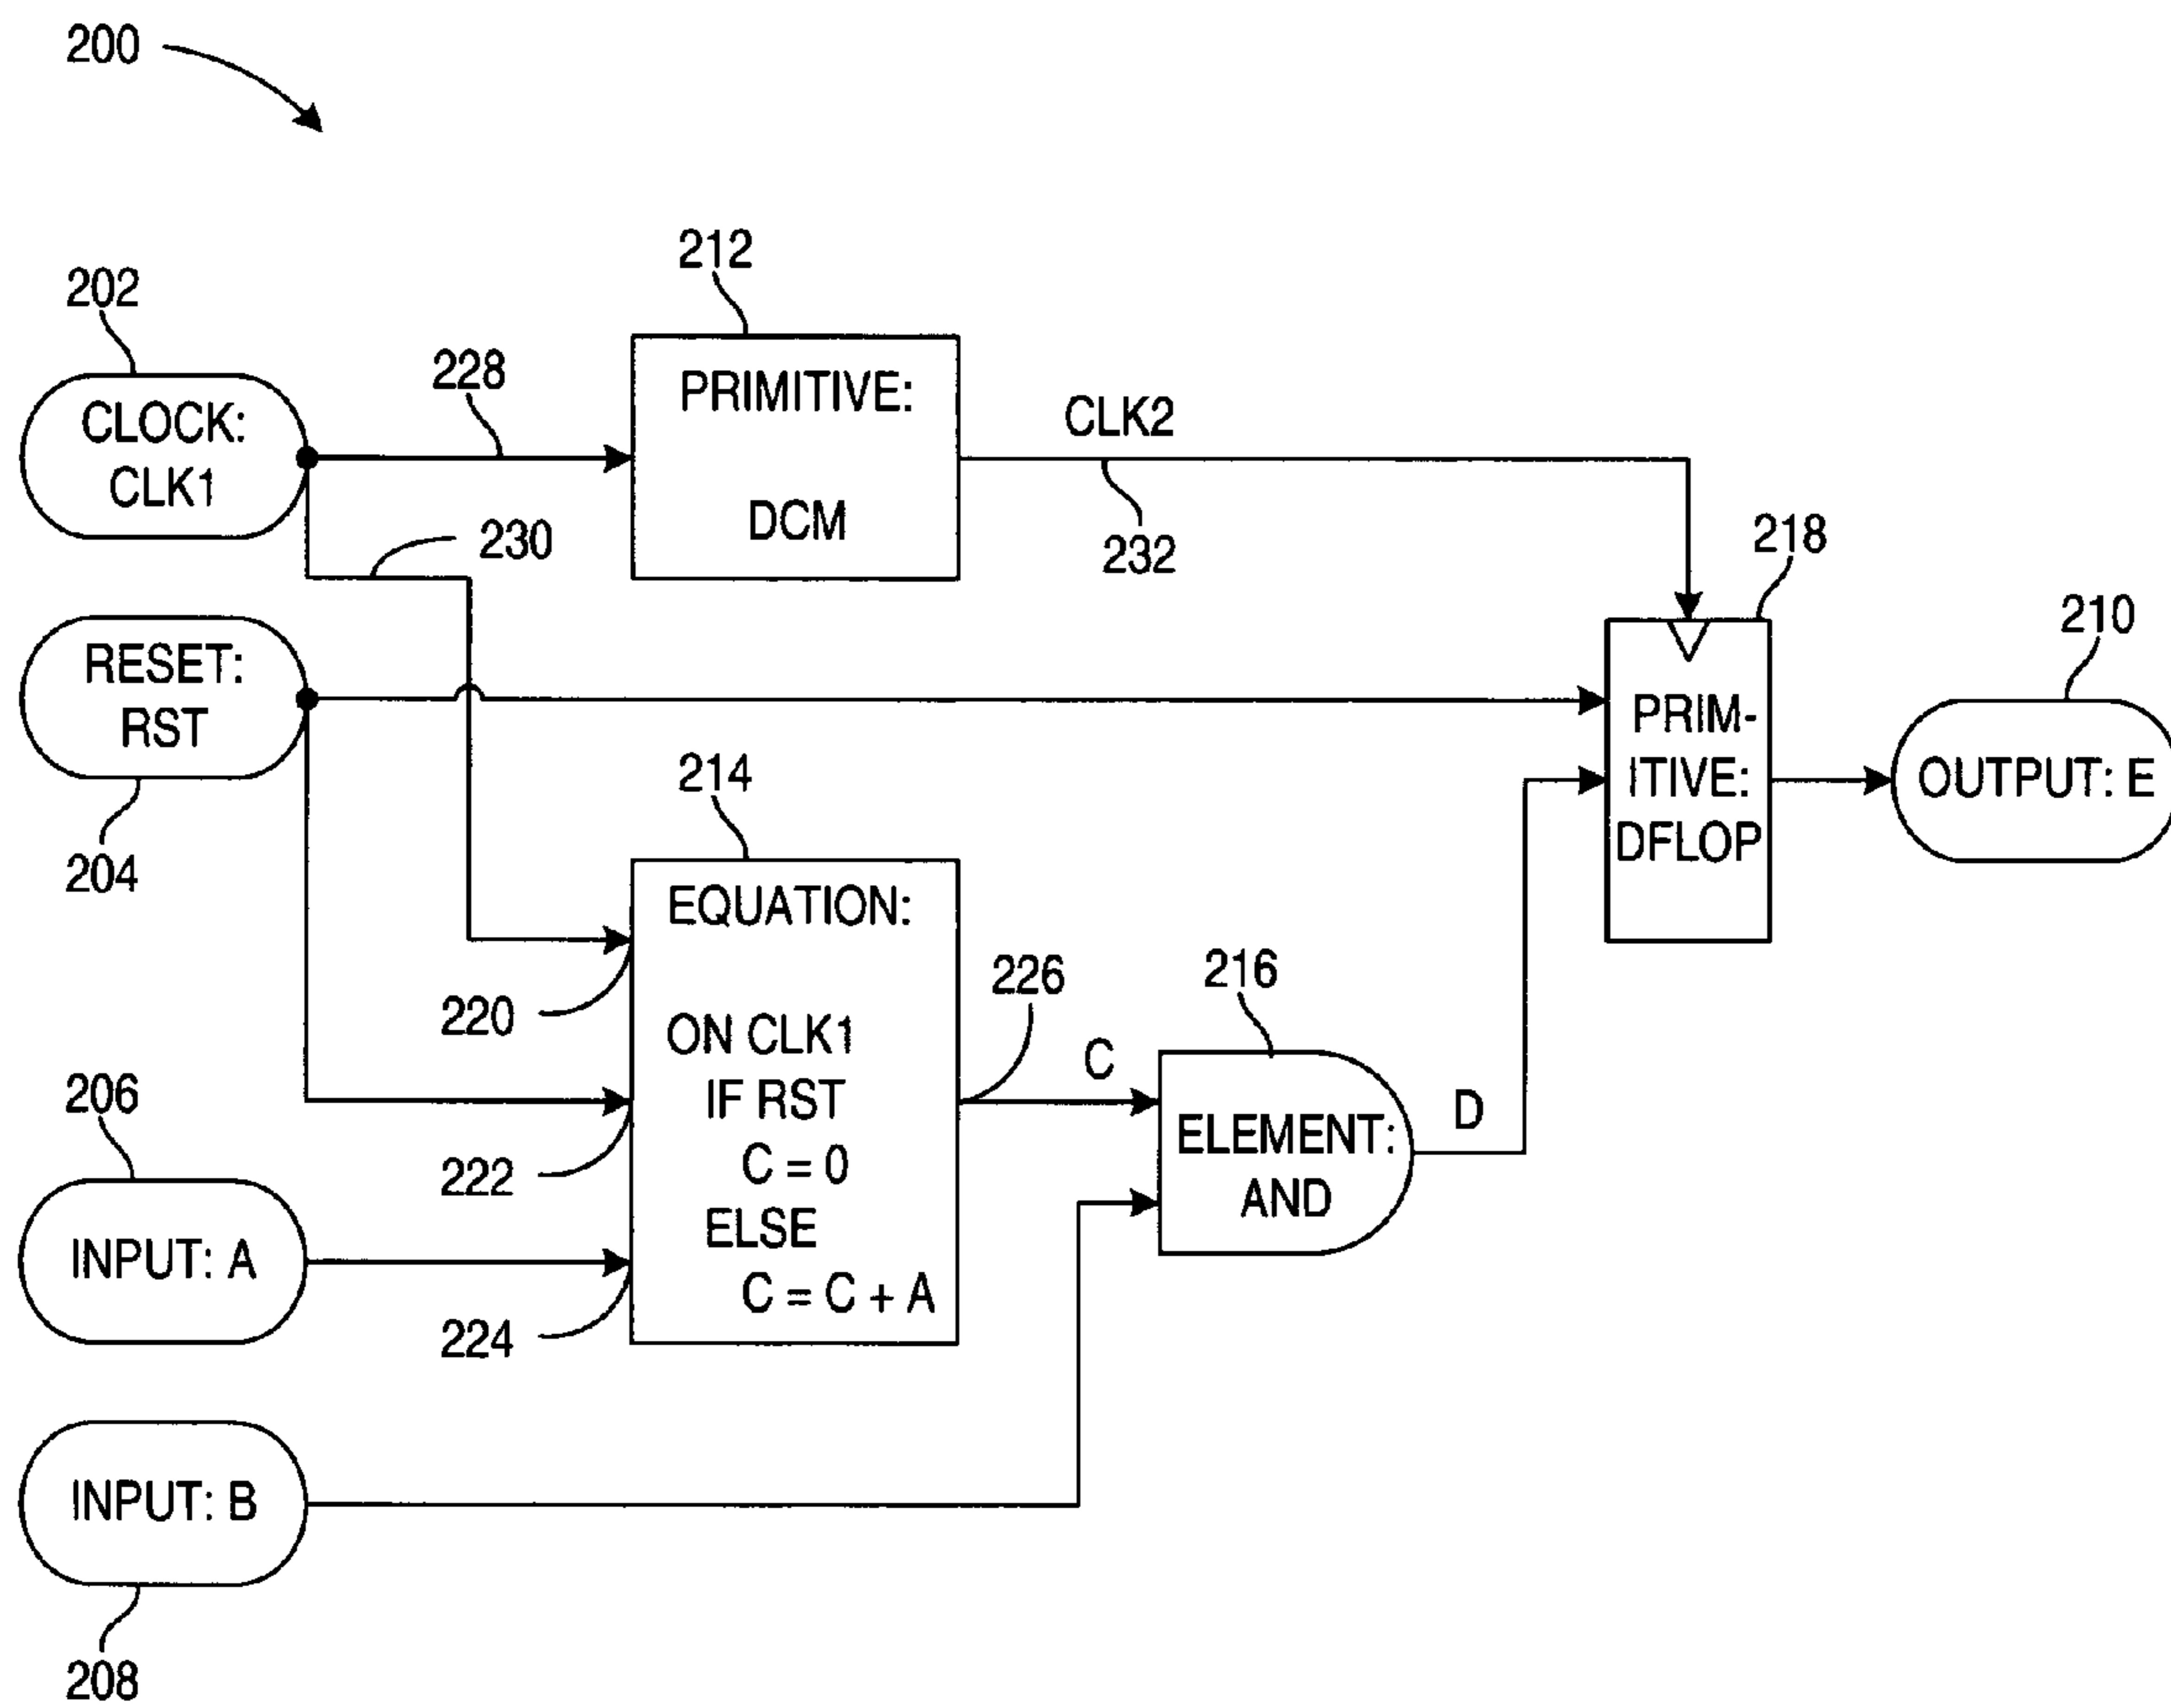 200
212
202
228
PRIMITIVE:
DCM
CLOCK:
CLK1
CLK2
230
232
218
210
RESET:
RST
PRIM-
ITIVE:
DFLOP
OUTPUT: E
204
214
EQUATION:
ON CLK1
IF RST
C = 0
ELSE
C = C + A
220
226
216
C
ELEMENT:
AND
D
206
222
INPUT: A
224
INPUT: B
208